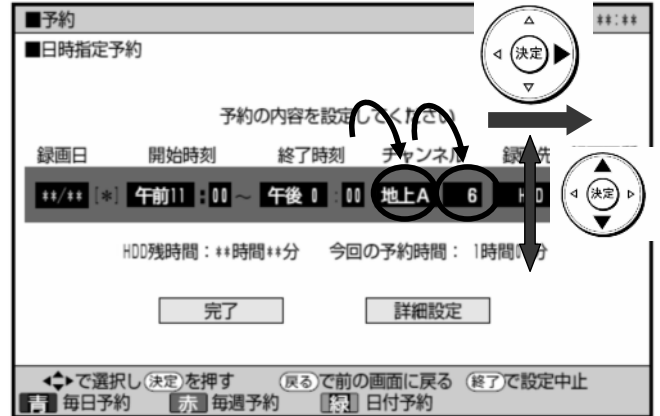 ■予約 **:**
■日時指定予約
決定
予約の内容を設定してください
録画日 開始時刻 終了時刻 チャンネル 録画先
**/** [*] 午前11:00~ 午後 0:00 地上A 6 HDD
決定
HDD残時間:**時間**分 今回の予約時間: 1時間00分
完了 詳細設定
で選択し決定を押す 戻るで前の画面に戻る 終了で設定中止
青 毎日予約 赤 毎週予約 緑 日付予約